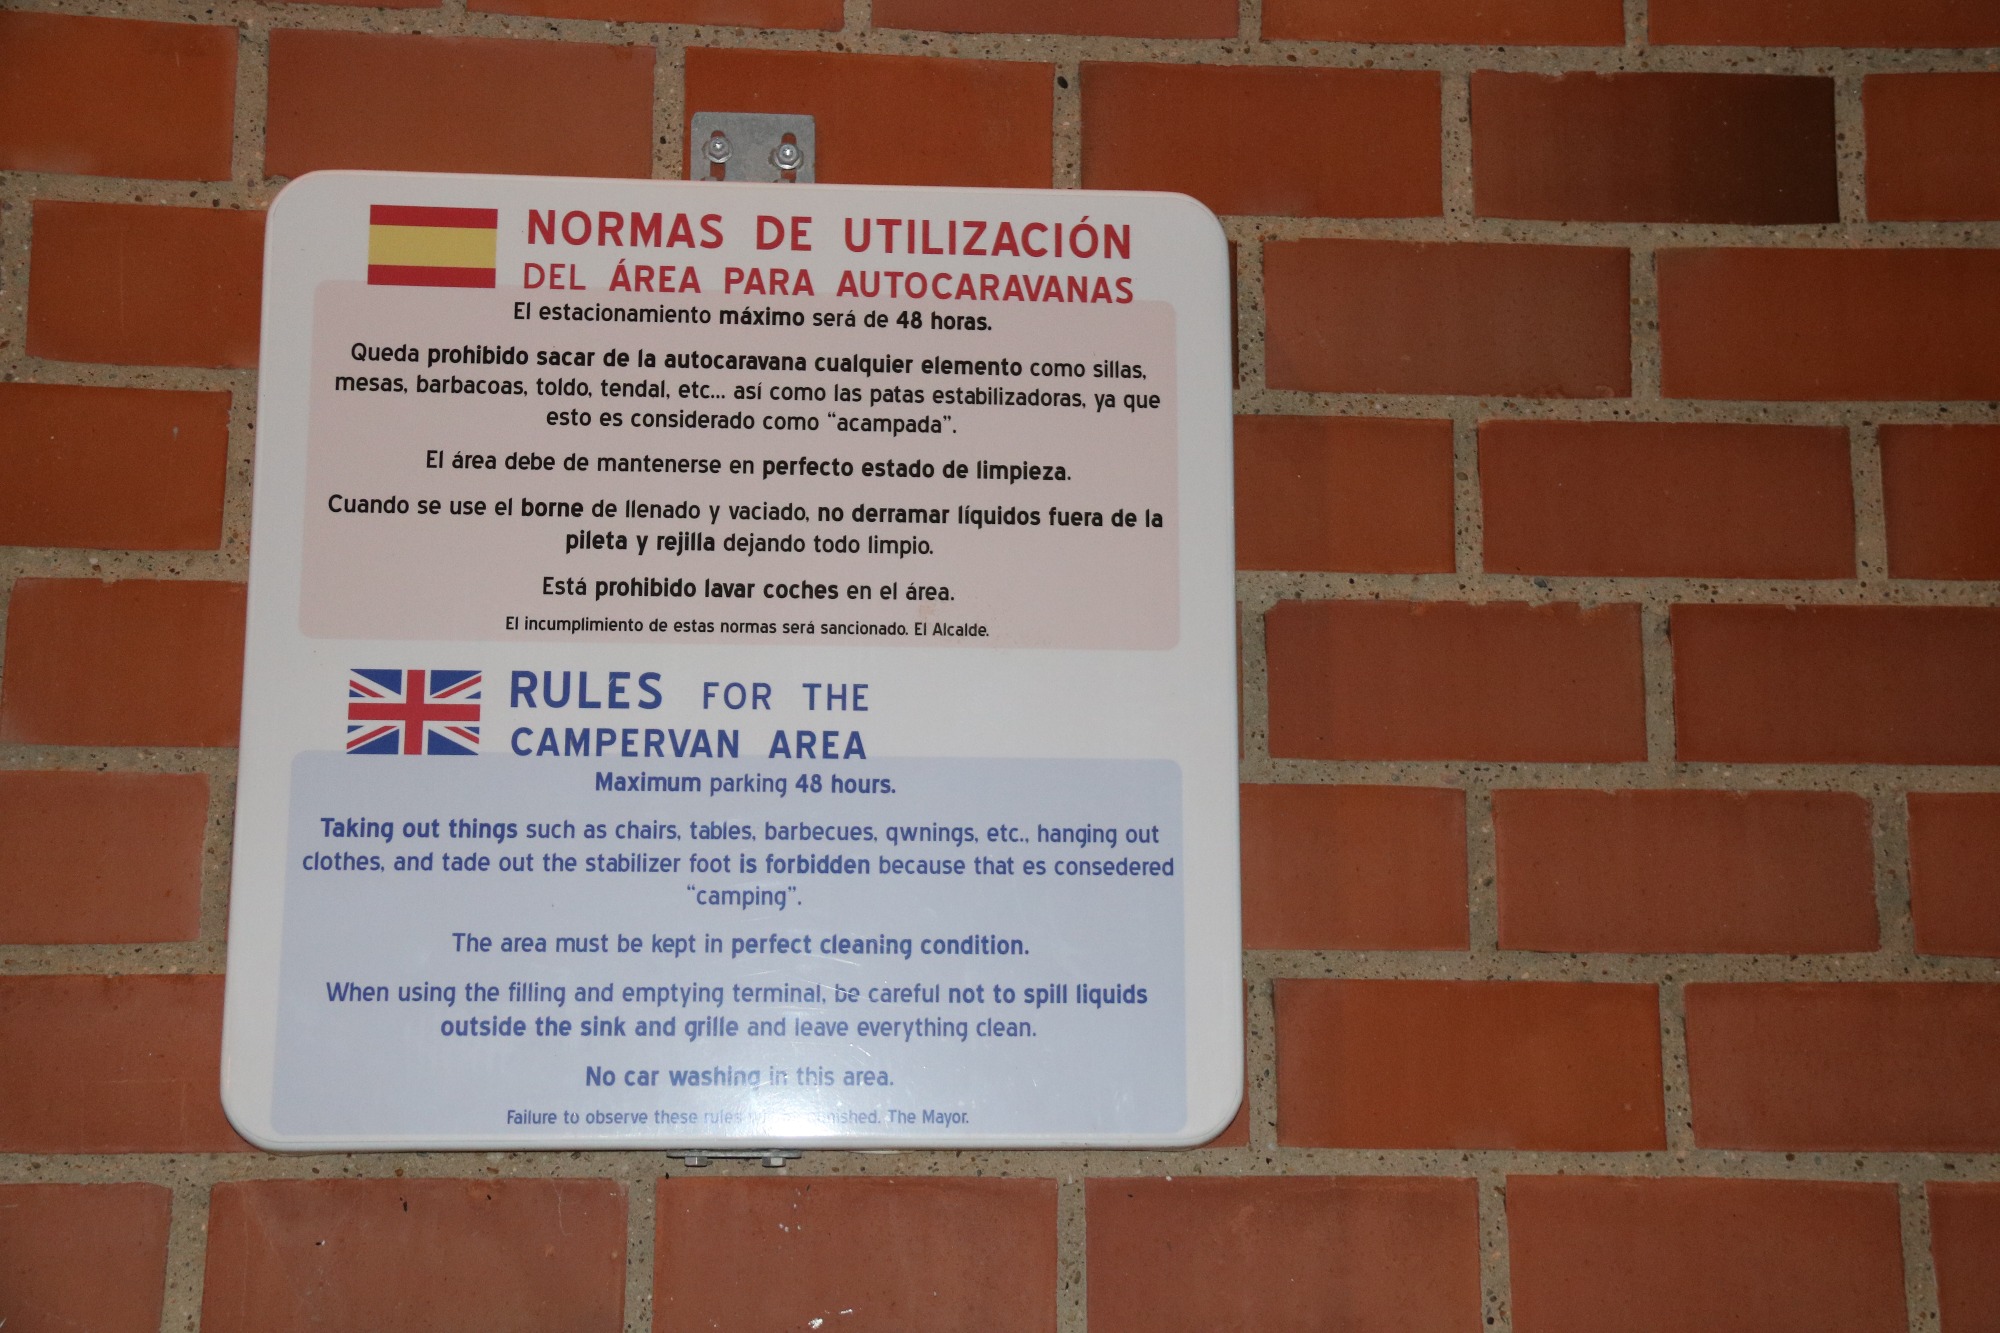 NORMAS DE UTILIZACIÓN
DEL ÁREA PARA AUTOCARAVANAS
El estacionamiento máximo será de 48 horas.
Queda prohibido sacar de la autocaravana cualquier elemento como sillas,
mesas, barbacoas, toldo, tendal, etc... así como las patas estabilizadoras, ya que
esto es considerado como “acampada”.
El área debe de mantenerse en perfecto estado de limpieza.
Cuando se use el borne de llenado y vaciado, no derramar líquidos fuera de la
pileta y rejilla dejando todo limpio.
Está prohibido lavar coches en el área.
El incumplimiento de estas normas será sancionado. El Alcalde.
RULES FOR THE
CAMPERVAN AREA
Maximum parking 48 hours.
Taking out things such as chairs, tables, barbecues, qwnings, etc., hanging out
clothes, and tade out the stabilizer foot is forbidden because that es consedered
“camping”.
The area must be kept in perfect cleaning condition.
When using the filling and emptying terminal, be careful not to spill liquids
outside the sink and grille and leave everything clean.
No car washing in this area.
Failure to observe these rules The Mayor.